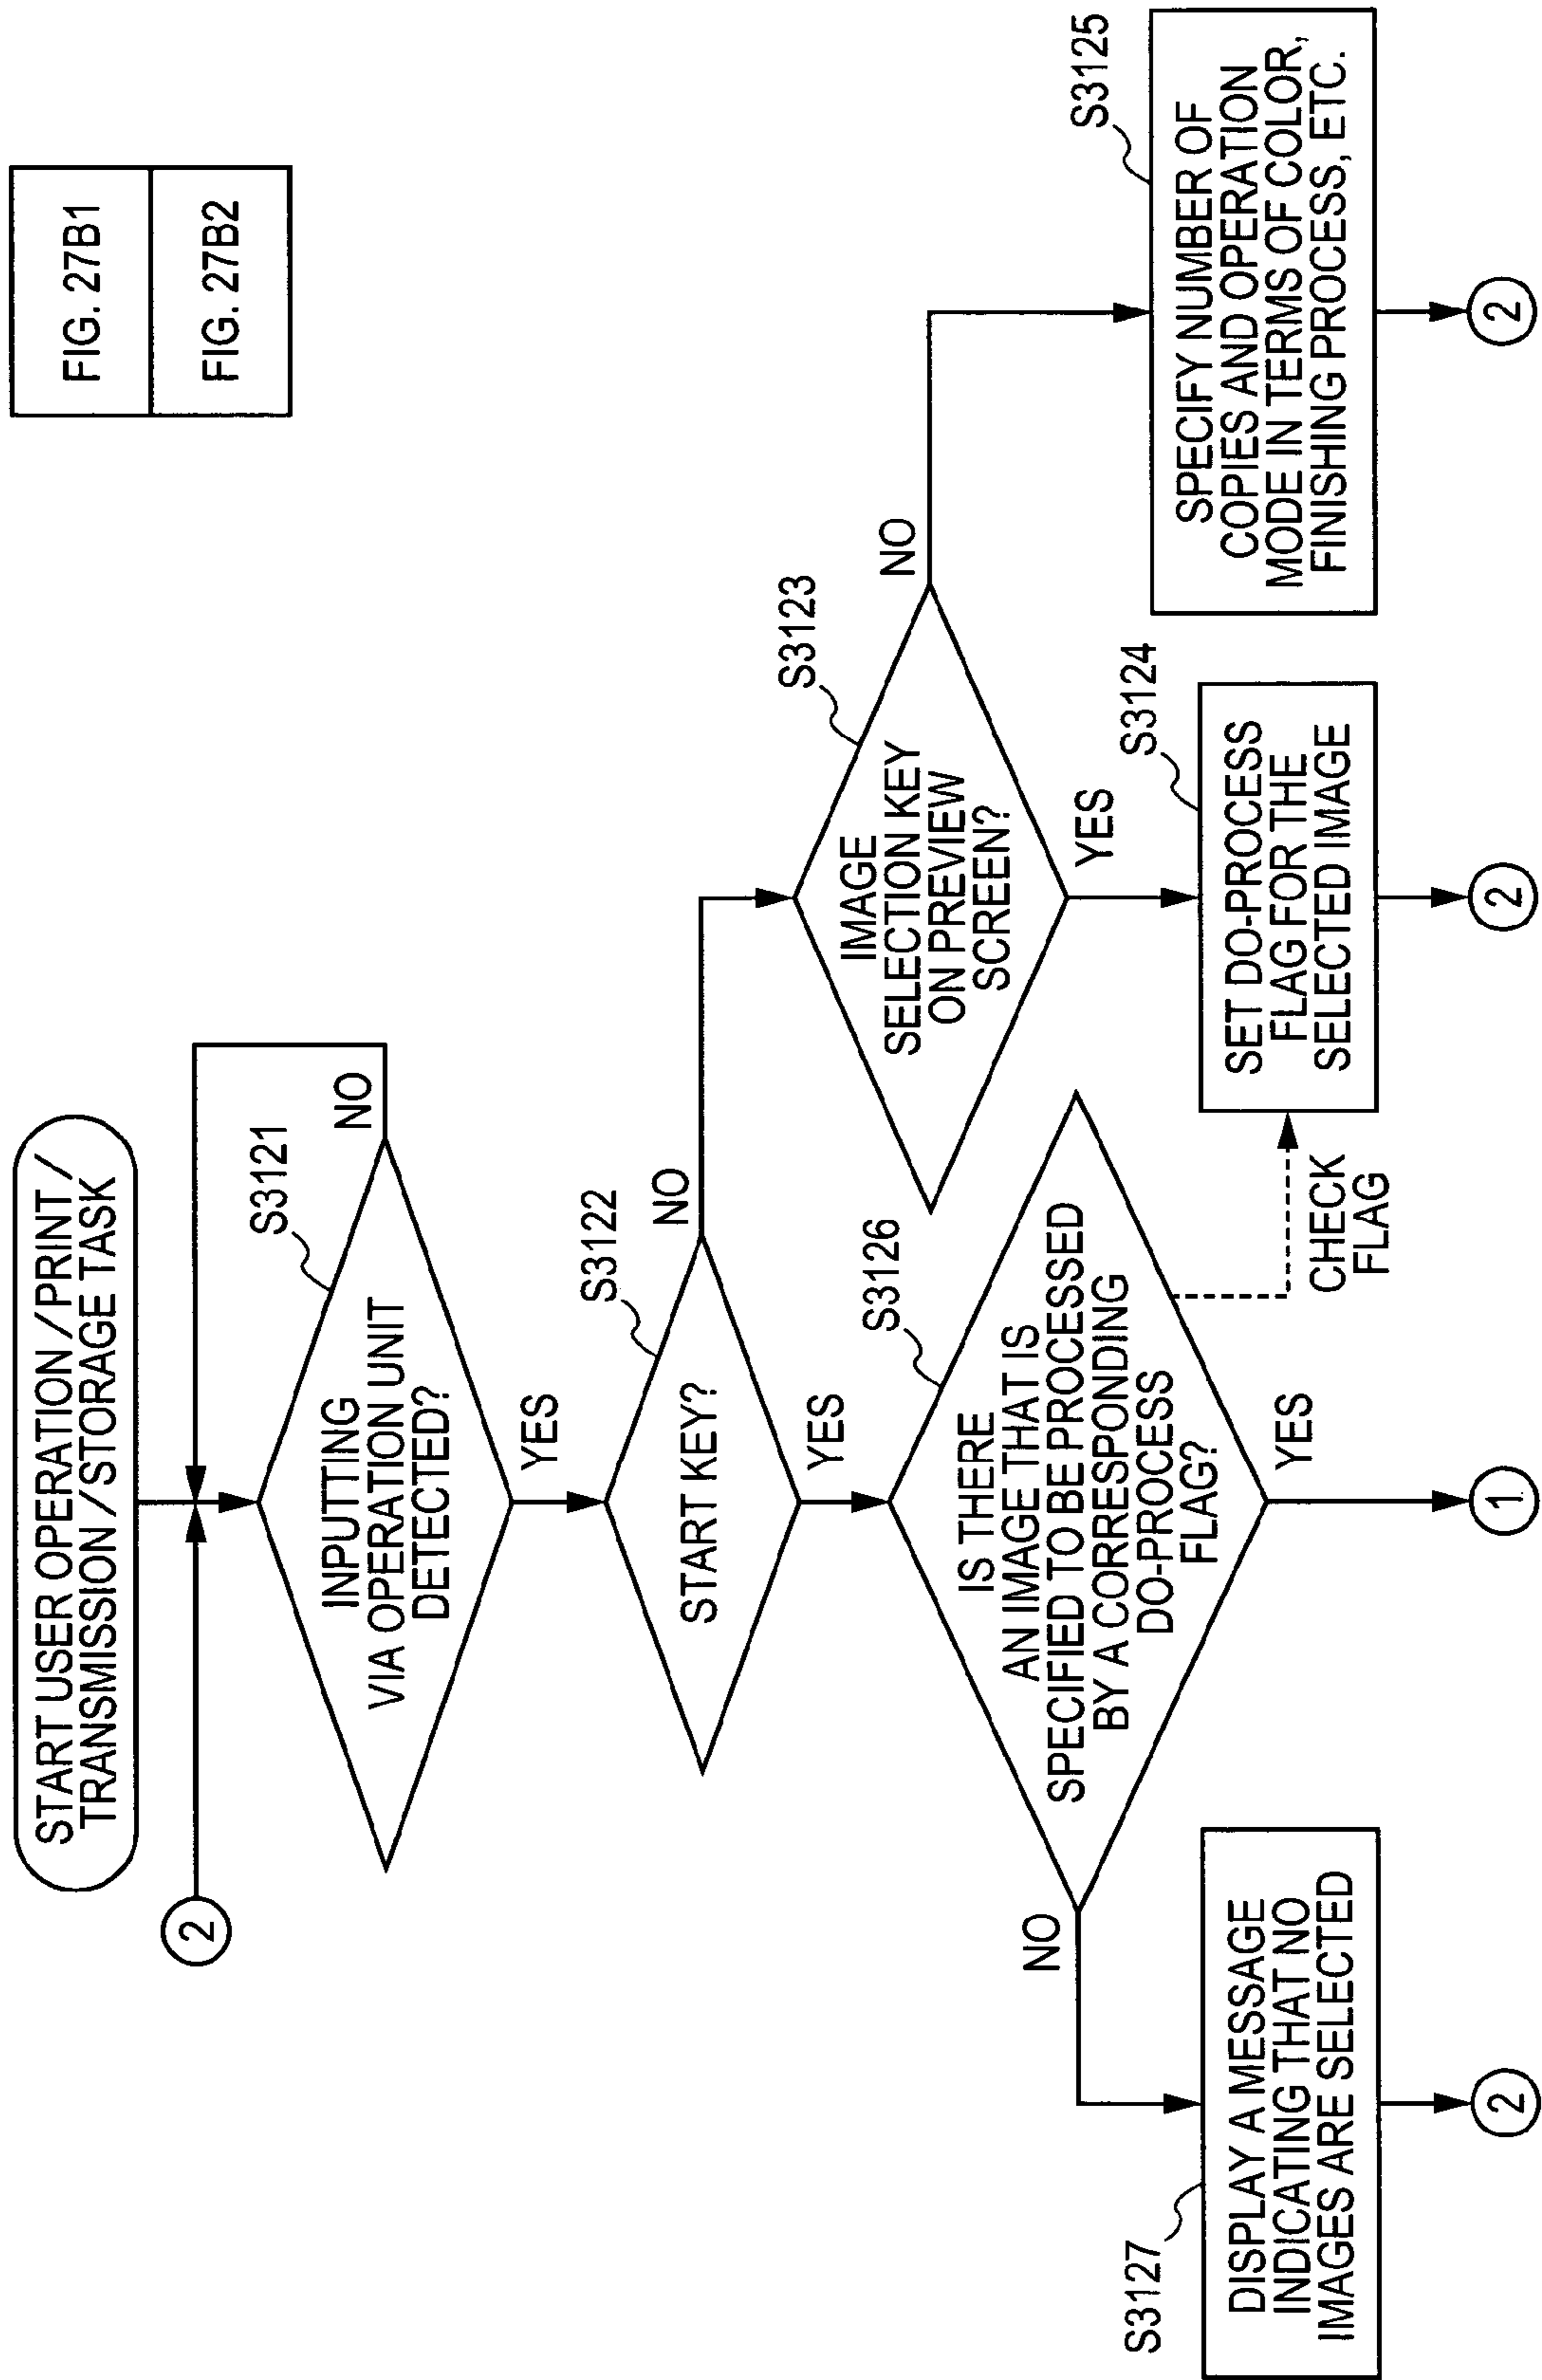 FIG. 27B1
FIG. 27B2
START USER OPERATION/PRINT/
TRANSMISSION/STORAGE TASK
2
S3121
INPUTTING
VIA OPERATION UNIT
DETECTED?
NO
YES
S3122
START KEY?
NO
YES
S3123
IMAGE
SELECTION KEY
ON PREVIEW
SCREEN?
NO
YES
S3126
IS THERE
AN IMAGE THAT IS
SPECIFIED TO BE PROCESSED
BY A CORRESPONDING
DO-PROCESS
FLAG?
NO
YES
CHECK
FLAG
S3127
DISPLAY A MESSAGE
INDICATING THAT NO
IMAGES ARE SELECTED
S3124
SET DO-PROCESS
FLAG FOR THE
SELECTED IMAGE
S3125
SPECIFY NUMBER OF
COPIES AND OPERATION
MODE IN TERMS OF COLOR,
FINISHING PROCESS, ETC.
2
1
2
2